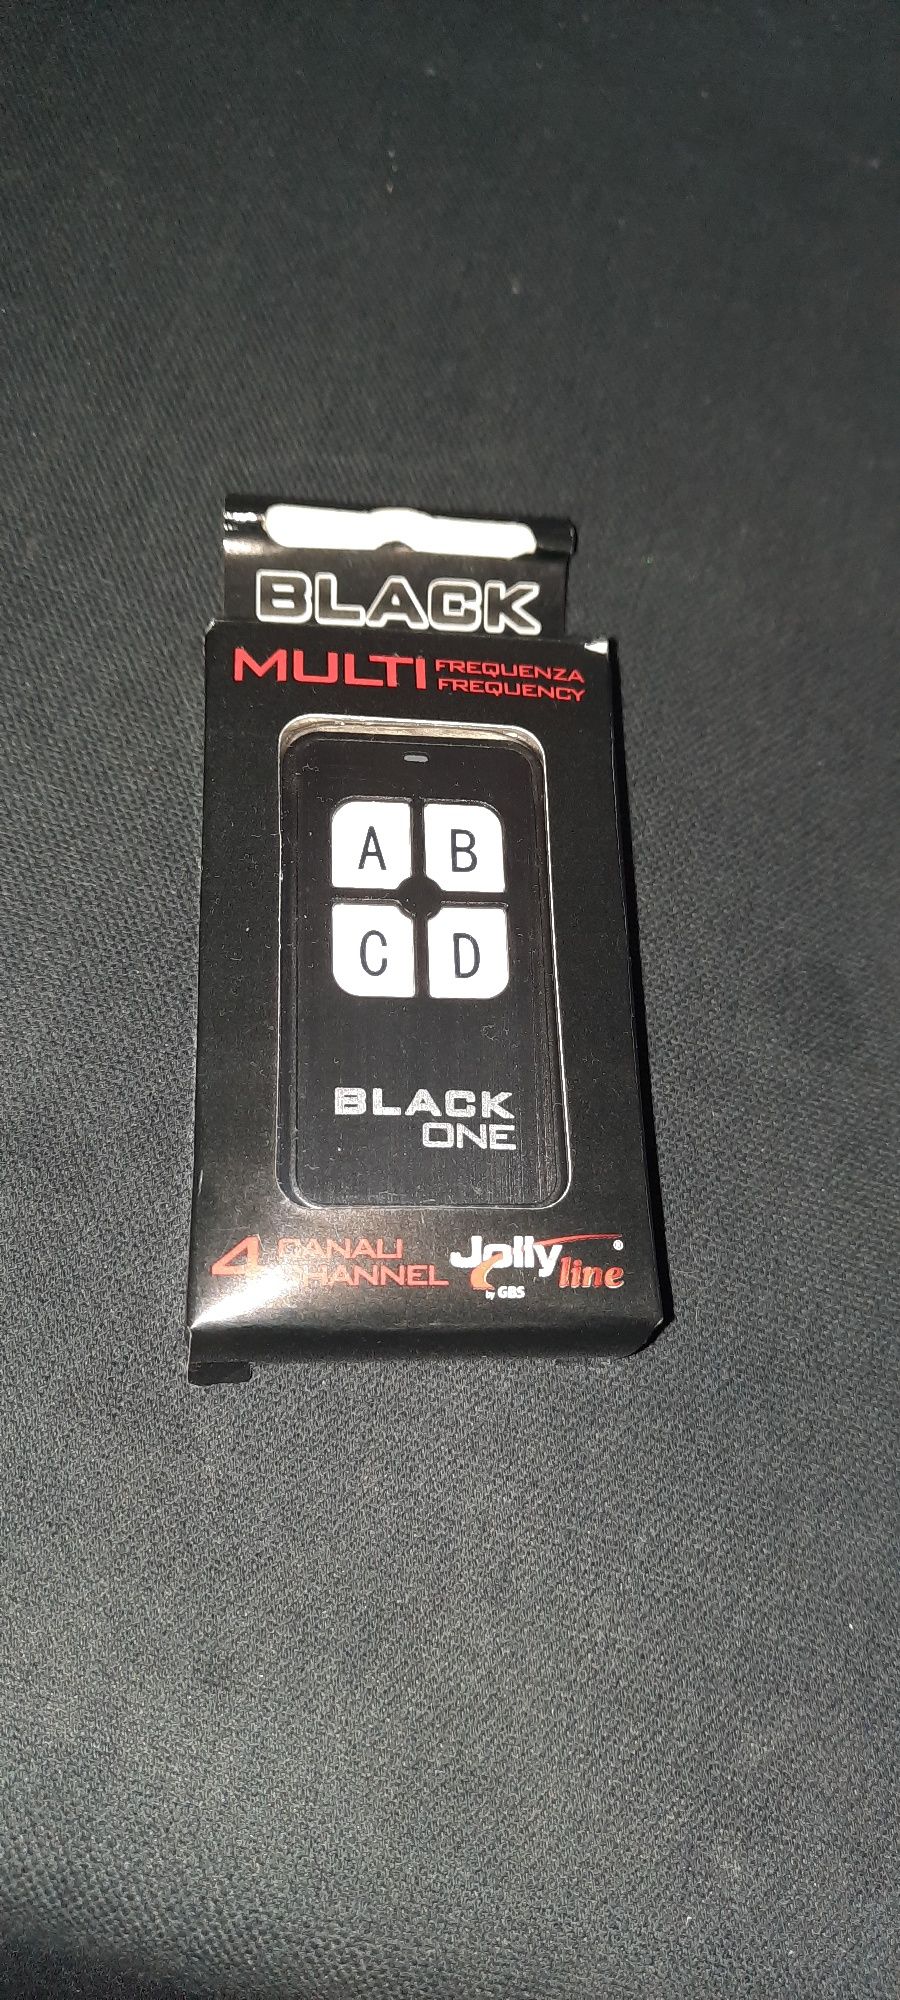 BLACK
MULTI FREQUENZA
FREQUENCY
A B
C D
BLACK
ONE
4 CANALI
CHANNEL
Jolly line ®
by GBS